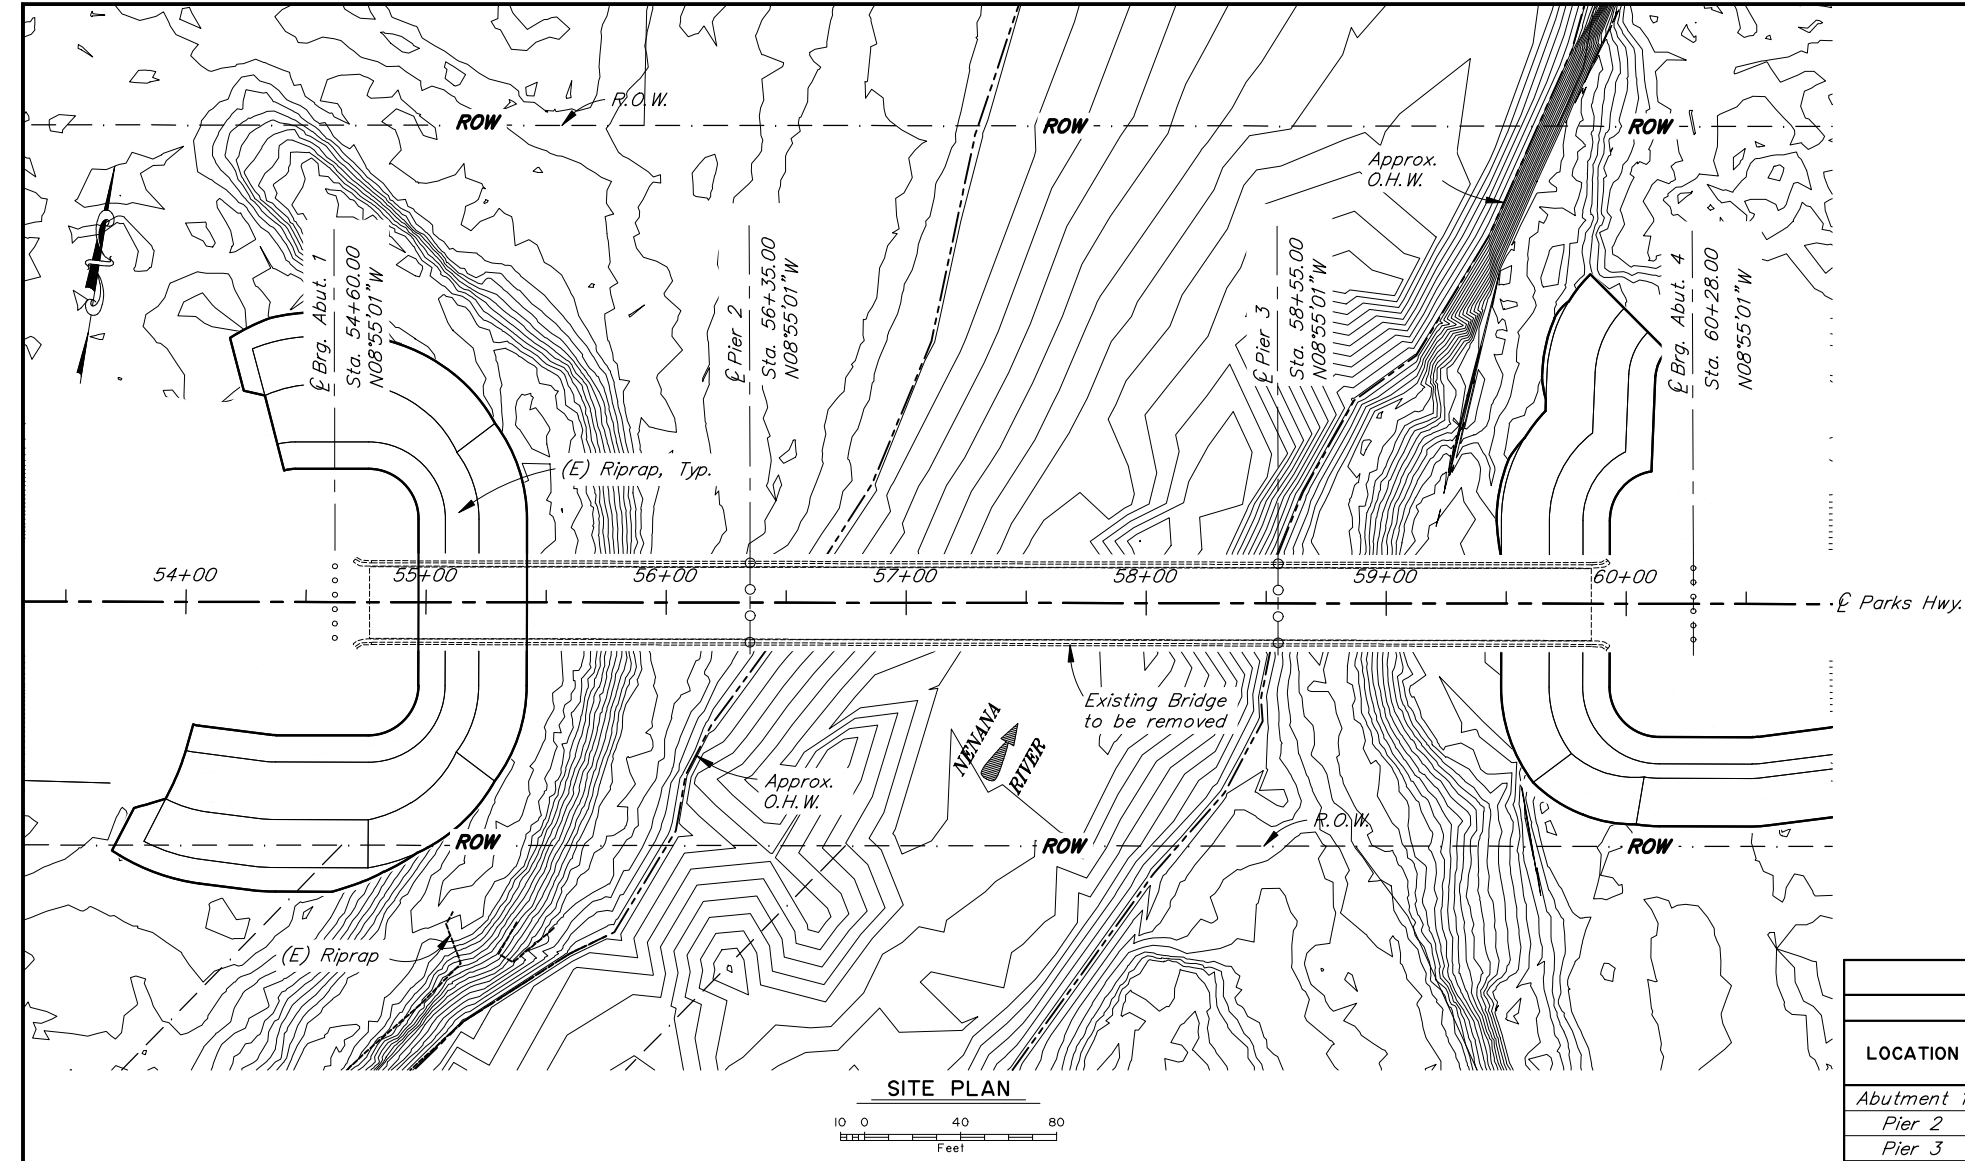 R.O.W.
ROW
ROW
ROW
Approx.
O.H.W.
℄ Brg. Abut. 1
Sta. 54+60.00
N08°55'01"W
℄ Pier 2
Sta. 56+35.00
N08°55'01"W
℄ Pier 3
Sta. 58+55.00
N08°55'01"W
℄ Brg. Abut. 4
Sta. 60+28.00
N08°55'01"W
(E) Riprap, Typ.
54+00
55+00
56+00
57+00
58+00
59+00
60+00
℄ Parks Hwy.
Existing Bridge
to be removed
NENANA
RIVER
Approx.
O.H.W.
R.O.W.
ROW
ROW
ROW
(E) Riprap
SITE PLAN
10 0 40 80
Feet
LOCATION
Abutment 1
Pier 2
Pier 3